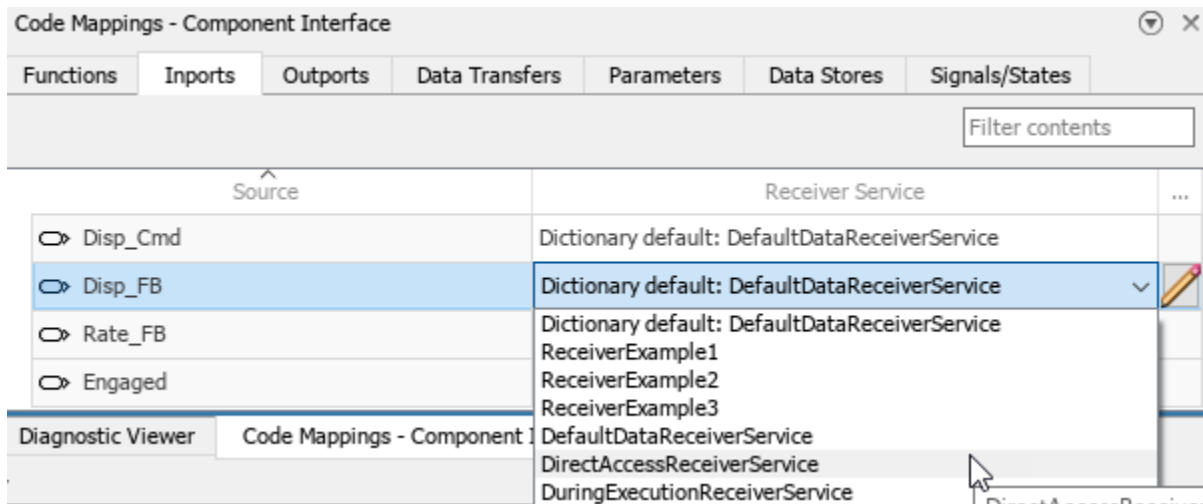 Code Mappings - Component Interface
Functions Inports Outports Data Transfers Parameters Data Stores Signals/States
Filter contents
Source Receiver Service ...
Disp_Cmd Dictionary default: DefaultDataReceiverService
Disp_FB Dictionary default: DefaultDataReceiverService
Dictionary default: DefaultDataReceiverService
Rate_FB
ReceiverExample1
Engaged
ReceiverExample2
ReceiverExample3
Diagnostic Viewer Code Mappings - Component
DefaultDataReceiverService
DirectAccessReceiverService
DuringExecutionReceiverService